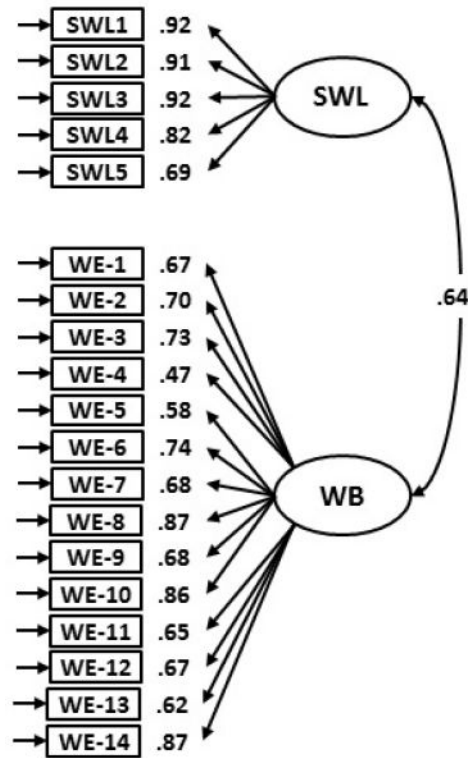 SWL1 .92
SWL2 .91
SWL3 .92
SWL4 .82
SWL5 .69
SWL
.64
WE-1 .67
WE-2 .70
WE-3 .73
WE-4 .47
WE-5 .58
WE-6 .74
WE-7 .68
WE-8 .87
WE-9 .68
WE-10 .86
WE-11 .65
WE-12 .67
WE-13 .62
WE-14 .87
WB